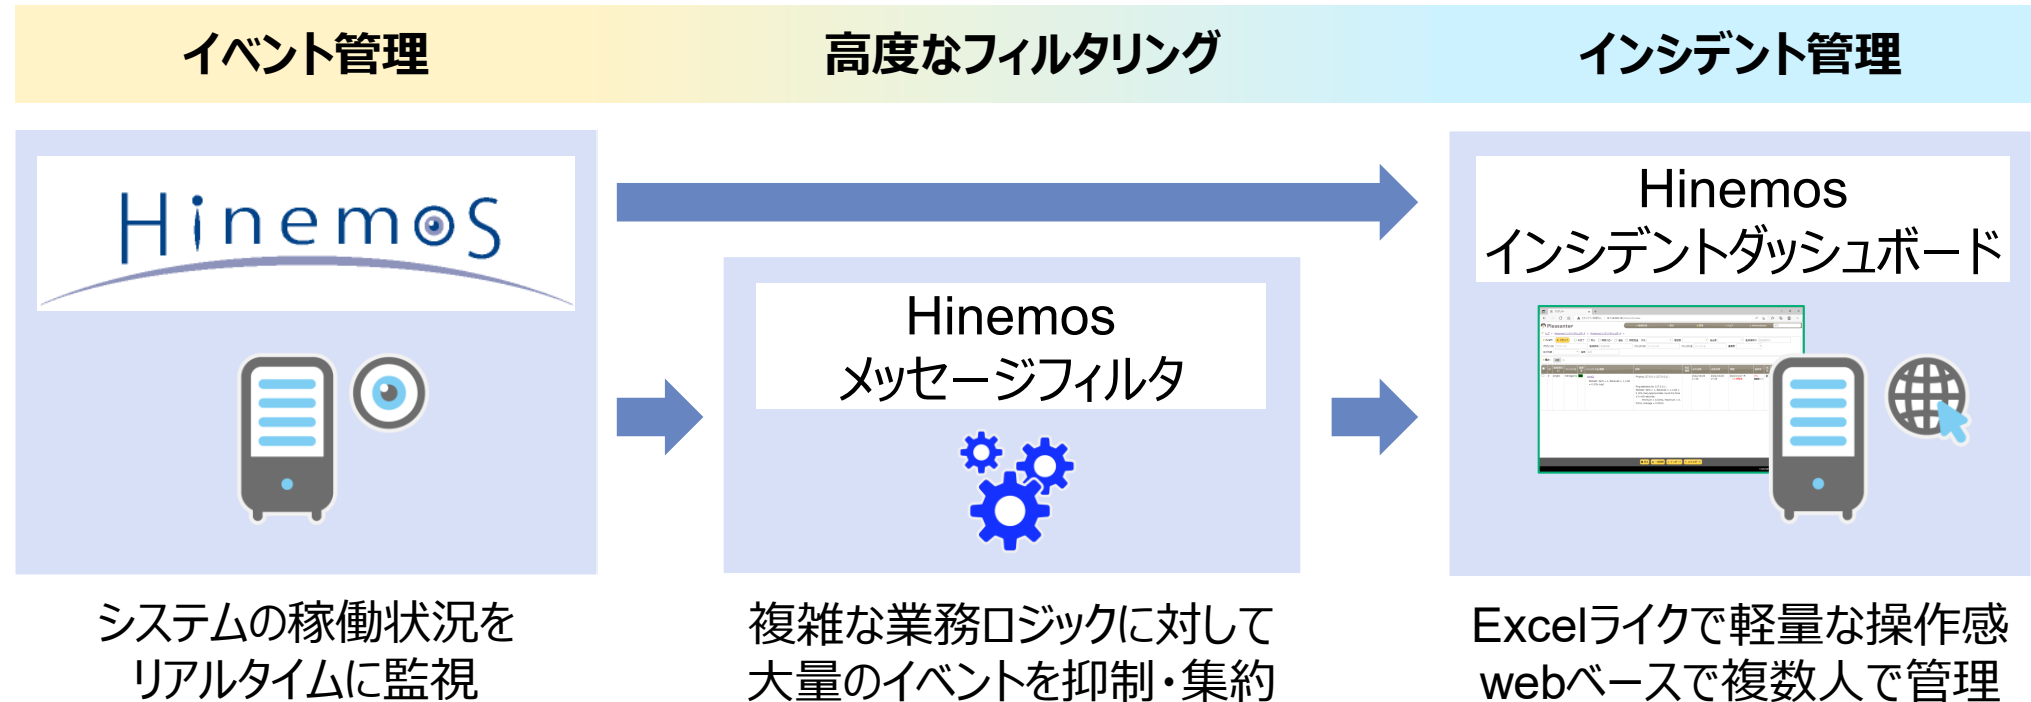 イベント管理
高度なフィルタリング
インシデント管理
Hinemos
システムの稼働状況を
リアルタイムに監視
Hinemos
メッセージフィルタ
複雑な業務ロジックに対して
大量のイベントを抑制・集約
Hinemos
インシデントダッシュボード
Pleasanter
Excelライクで軽量な操作感
webベースで複数人で管理